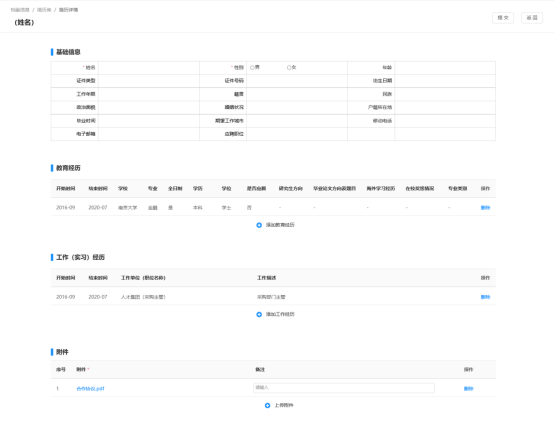 档案信息 / 简历库 / 简历详情
（姓名）
提 交
返 回
基础信息
*姓名
*性别 男 女
年龄
证件类型
证件号码
出生日期
工作年限
籍贯
民族
政治面貌
婚姻状况
户籍所在地
毕业时间
期望工作城市
移动电话
电子邮箱
应聘职位
教育经历
开始时间 结束时间 学校 专业 全日制 学历 学位 是否应届 研究生方向 毕业论文方向及题目 海外学习经历 在校奖惩情况 专业类别 操作
2016-09 2020-07 南京大学 金融 是 本科 学士 否 - - - - - 删除
添加教育经历
工作（实习）经历
开始时间 结束时间 工作单位（职位名称） 工作描述 操作
2016-09 2020-07 人才集团（采购主管） 采购部门主管 删除
添加工作经历
附件
序号 附件 * 备注 操作
1 合作协议.pdf 请输入 删除
上传附件